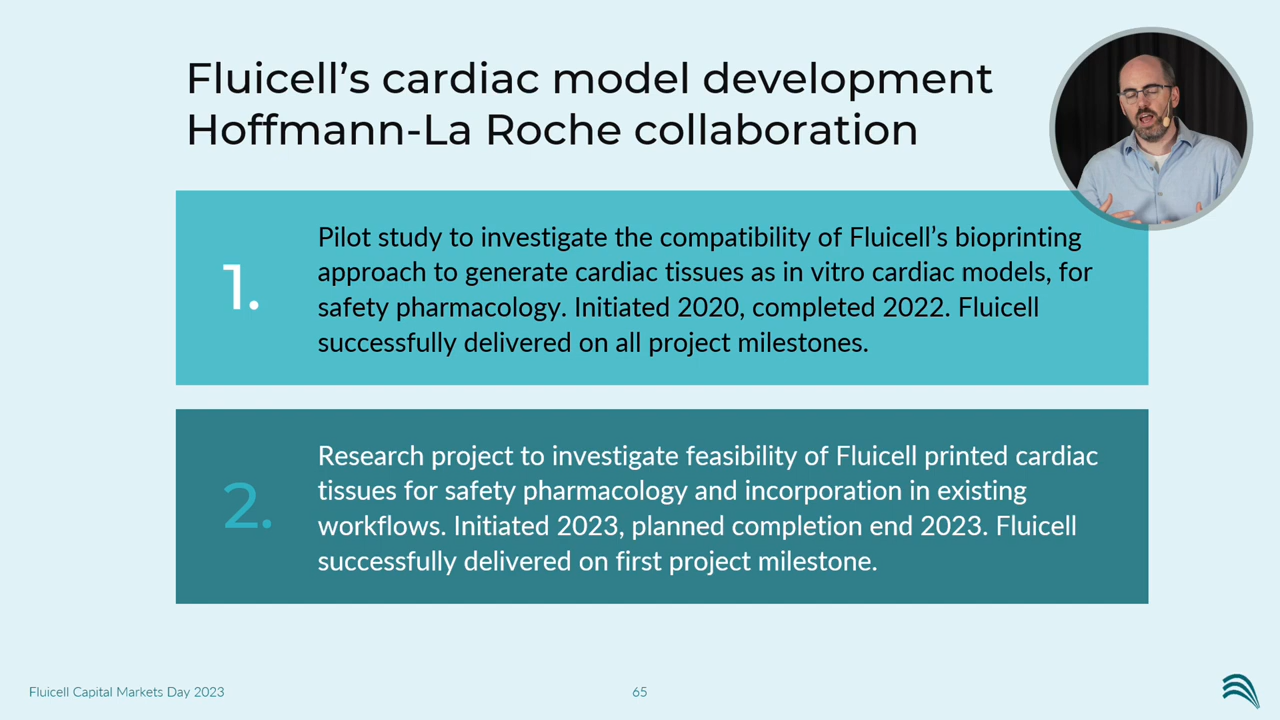 Fluicell’s cardiac model development
Hoffmann-La Roche collaboration
1.
Pilot study to investigate the compatibility of Fluicell’s bioprinting
approach to generate cardiac tissues as in vitro cardiac models, for
safety pharmacology. Initiated 2020, completed 2022. Fluicell
successfully delivered on all project milestones.
2.
Research project to investigate feasibility of Fluicell printed cardiac
tissues for safety pharmacology and incorporation in existing
workflows. Initiated 2023, planned completion end 2023. Fluicell
successfully delivered on first project milestone.
Fluicell Capital Markets Day 2023
65